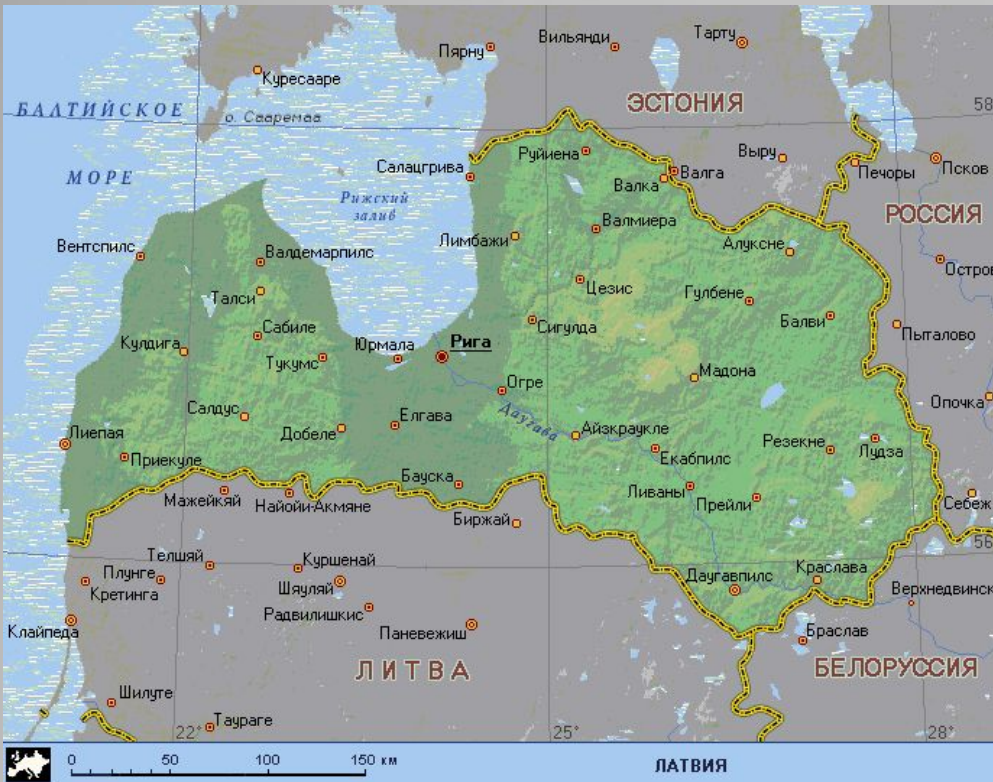 Пярну
Вильянди
Тарту
Куресааре
БАЛТИЙСКОЕ
МОРЕ
о. Сааремаа
ЭСТОНИЯ
58
Руйиена
Выру
Печоры
Псков
Салацгрива
Валка
Валга
Рижский
залив
РОССИЯ
Вентспилс
Валдемарпилс
Лимбажи
Валмиера
Алуксне
Остров
Талси
Цезис
Гулбене
Сабиле
Сигулда
Балви
Пыталово
Кулдига
Тукумс
Юрмала
Рига
Мадона
Огре
Опочка
Салдус
Елгава
Даугава
Лиепая
Добеле
Айзкраукле
Резекне
Лудза
Приекуле
Екабпилс
Бауска
Ливаны
Прейли
Мажейкяй
Найойи-Акмяне
Биржай
Себеж
56
Телшяй
Куршенай
Плунге
Кретинга
Шяуляй
Даугавпилс
Краслава
Верхнедвинск
Радвилишкис
Клайпеда
Паневежиш
Браслав
ЛИТВА
БЕЛОРУССИЯ
Шилуте
Таураге
22°
25°
28°
0 50 100 150 км
ЛАТВИЯ